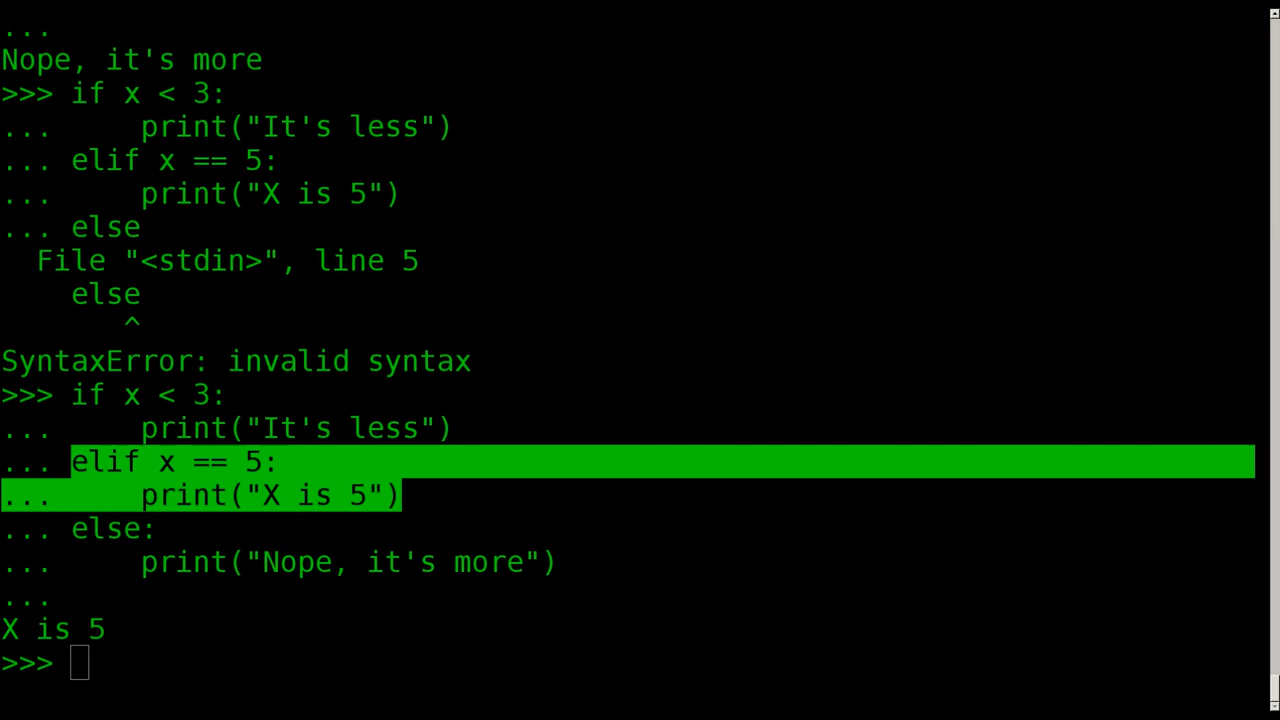 ...
Nope, it's more
>>> if x < 3:
...     print("It's less")
... elif x == 5:
...     print("X is 5")
... else
  File "<stdin>", line 5
    else
       ^
SyntaxError: invalid syntax
>>> if x < 3:
...     print("It's less")
... elif x == 5:
...     print("X is 5")
... else:
...     print("Nope, it's more")
...
X is 5
>>>